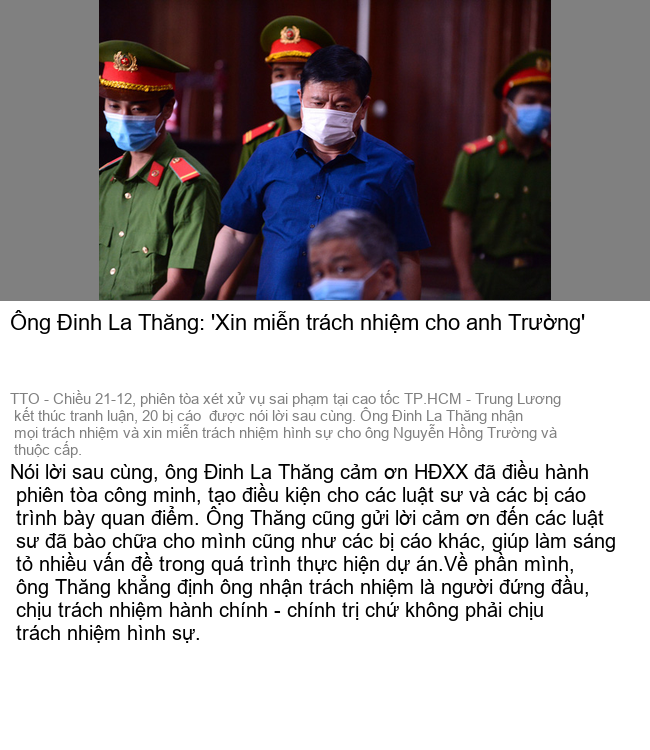 Ông Đinh La Thăng: 'Xin miễn trách nhiệm cho anh Trường'
TTO - Chiều 21-12, phiên tòa xét xử vụ sai phạm tại cao tốc TP.HCM - Trung Lương
kết thúc tranh luận, 20 bị cáo được nói lời sau cùng. Ông Đinh La Thăng nhận
mọi trách nhiệm và xin miễn trách nhiệm hình sự cho ông Nguyễn Hồng Trường và
thuộc cấp.
Nói lời sau cùng, ông Đinh La Thăng cảm ơn HĐXX đã điều hành
phiên tòa công minh, tạo điều kiện cho các luật sư và các bị cáo
trình bày quan điểm. Ông Thăng cũng gửi lời cảm ơn đến các luật
sư đã bào chữa cho mình cũng như các bị cáo khác, giúp làm sáng
tỏ nhiều vấn đề trong quá trình thực hiện dự án.Về phần mình,
ông Thăng khẳng định ông nhận trách nhiệm là người đứng đầu,
chịu trách nhiệm hành chính - chính trị chứ không phải chịu
trách nhiệm hình sự.